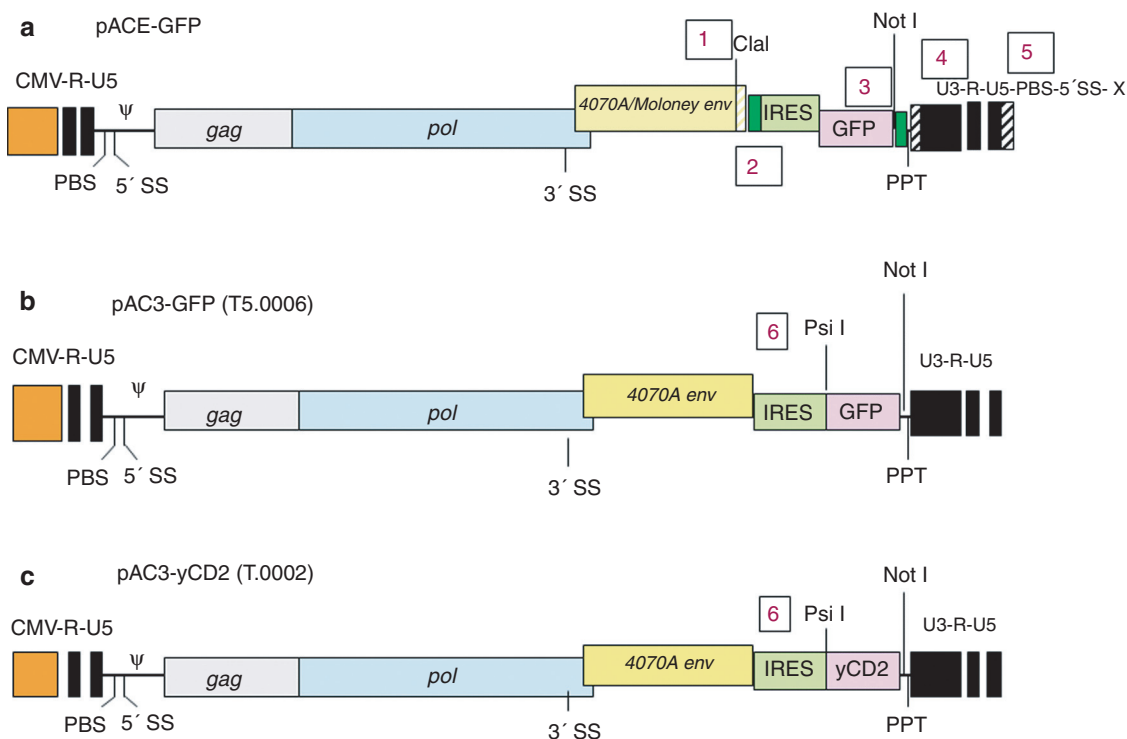 a pACE-GFP
CMV-R-U5
ψ
gag
pol
4070A/Moloney env
1
ClaI
IRES
3
GFP
Not I
4
5
U3-R-U5-PBS-5´SS- X
PBS
5´ SS
3´ SS
2
PPT
b pAC3-GFP (T5.0006)
CMV-R-U5
ψ
gag
pol
4070A env
6
Psi I
IRES
GFP
Not I
U3-R-U5
PBS
5´ SS
3´ SS
PPT
c pAC3-yCD2 (T.0002)
CMV-R-U5
ψ
gag
pol
4070A env
6
Psi I
IRES
yCD2
Not I
U3-R-U5
PBS
5´ SS
3´ SS
PPT